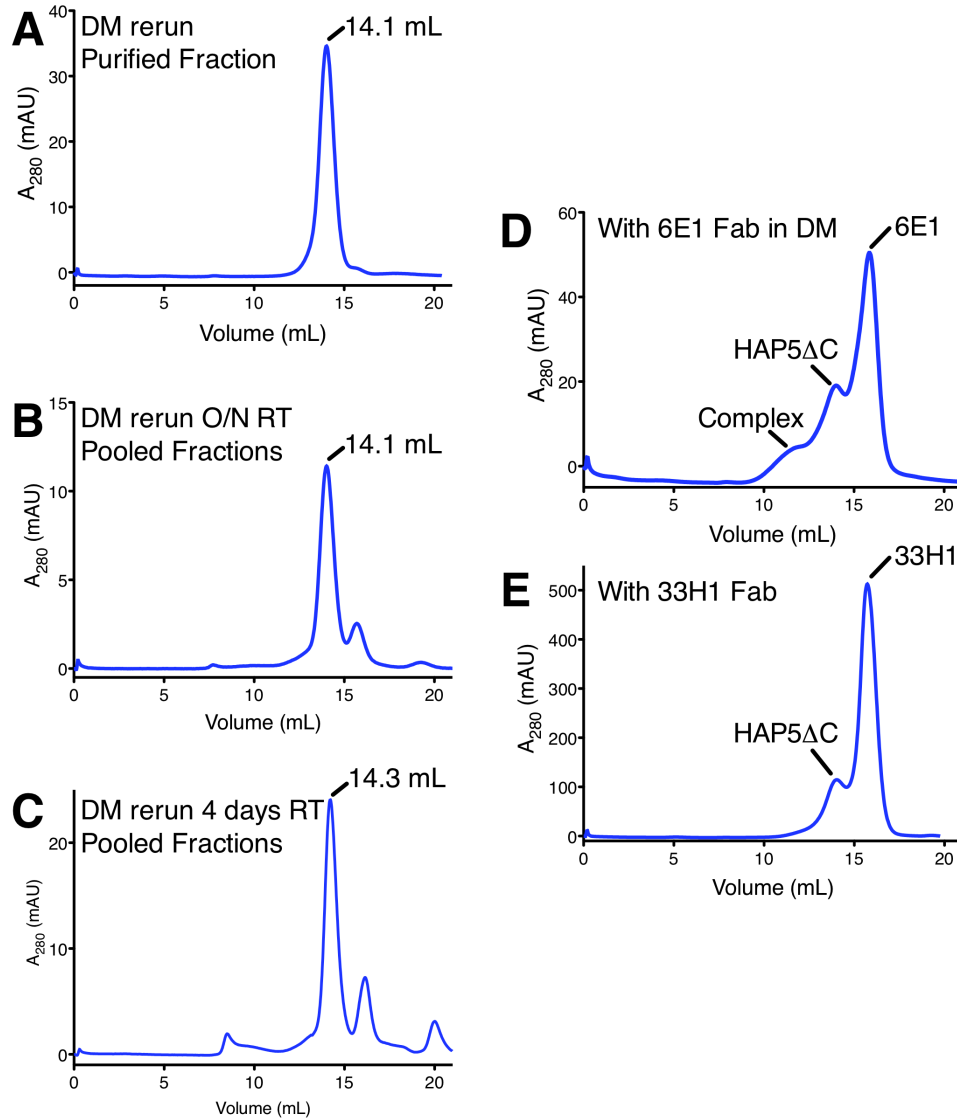 A
DM rerun
Purified Fraction
14.1 mL
40
30
20
10
0
A280 (mAU)
0 5 10 15 20
Volume (mL)
B
DM rerun O/N RT
Pooled Fractions
14.1 mL
15
10
5
0
A280 (mAU)
0 5 10 15 20
Volume (mL)
C
DM rerun 4 days RT
Pooled Fractions
14.3 mL
20
10
0
A280 (mAU)
0 5 10 15 20
Volume (mL)
D
With 6E1 Fab in DM
6E1
HAP5ΔC
Complex
60
40
20
0
A280 (mAU)
0 5 10 15 20
Volume (mL)
E
With 33H1 Fab
33H1
HAP5ΔC
500
400
300
200
100
0
A280 (mAU)
0 5 10 15 20
Volume (mL)